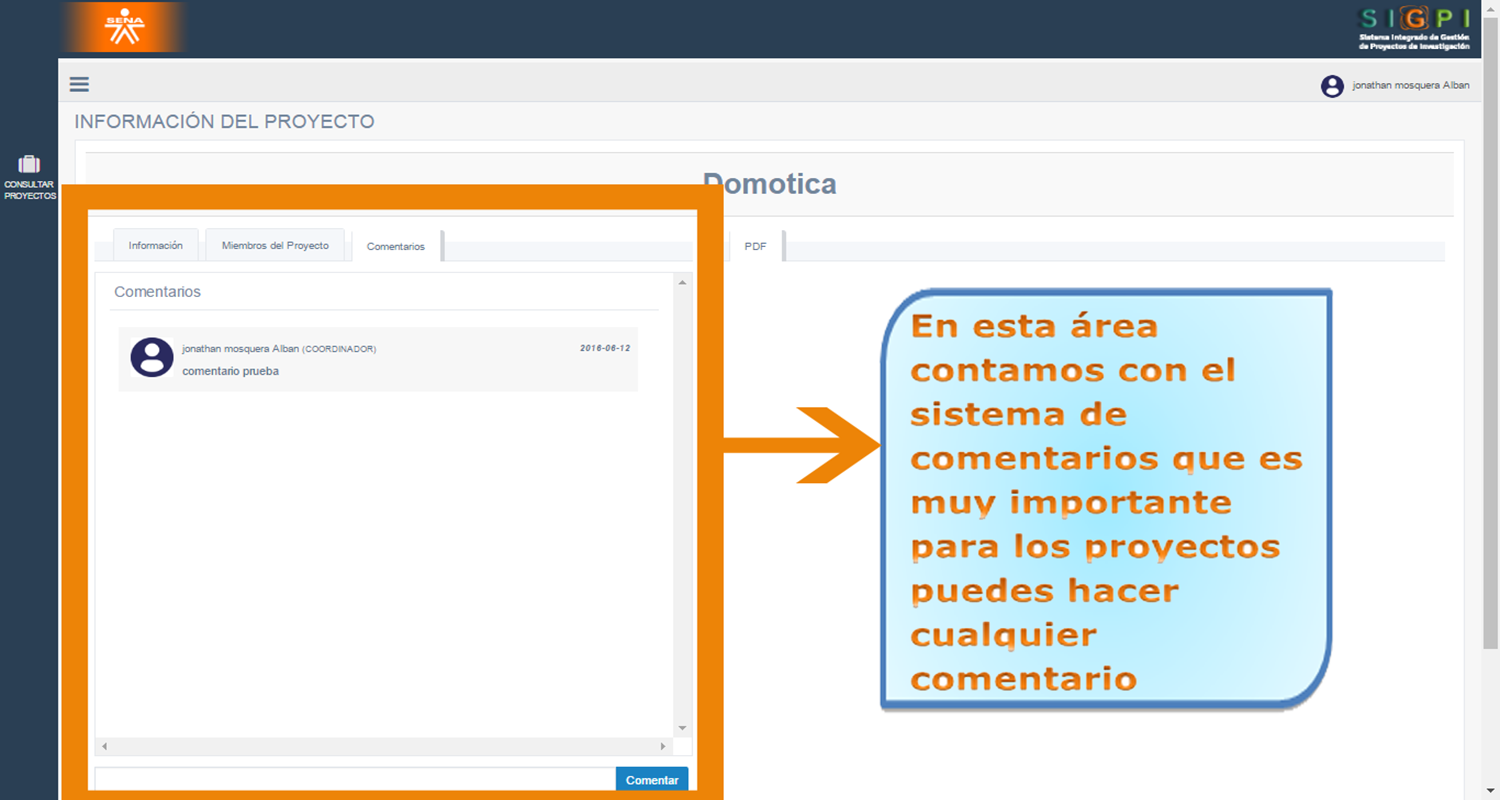 SENA
SIGPI
Sistema Integrado de Gestión
de Proyectos de Investigación
jonathan mosquera Alban
INFORMACIÓN DEL PROYECTO
CONSULTAR
PROYECTOS
Domotica
Información
Miembros del Proyecto
Comentarios
PDF
Comentarios
jonathan mosquera Alban (COORDINADOR)
2016-06-12
comentario prueba
Comentar
En esta área
contamos con el
sistema de
comentarios que es
muy importante
para los proyectos
puedes hacer
cualquier
comentario